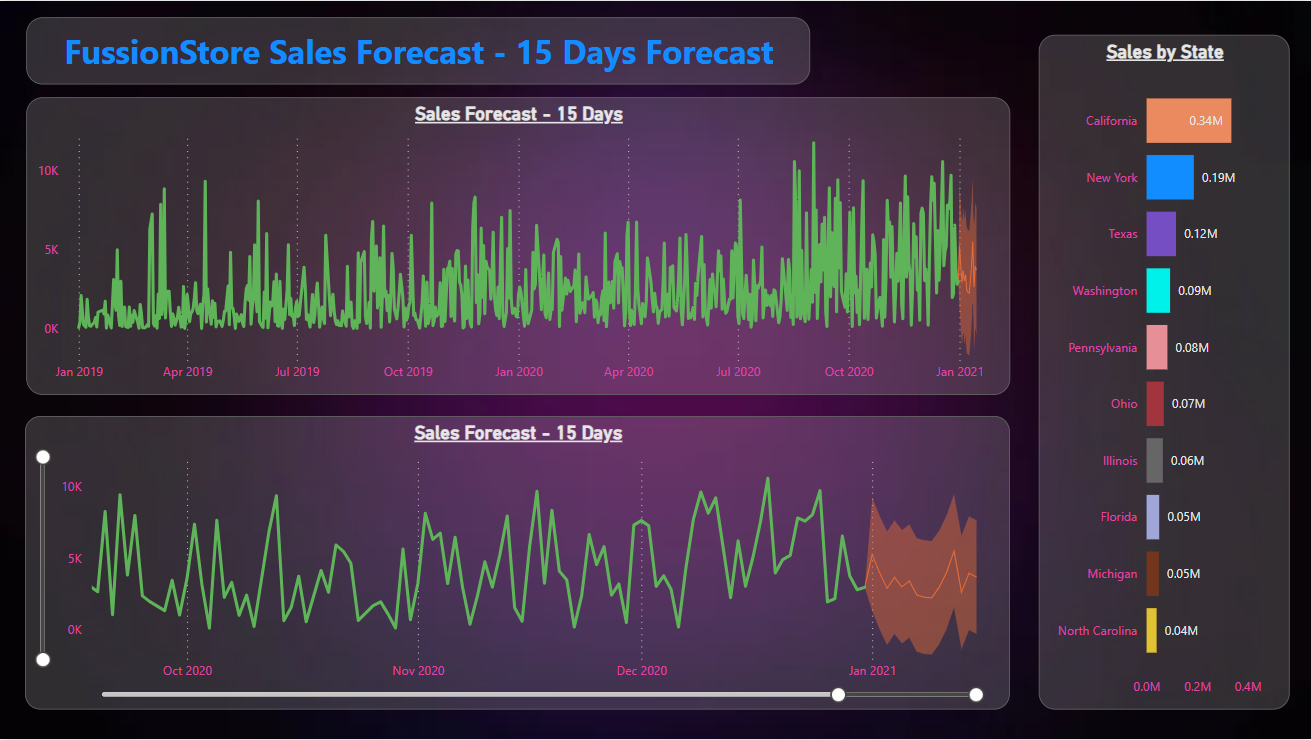 FussionStore Sales Forecast - 15 Days Forecast
Sales Forecast - 15 Days
10K
5K
0K
Jan 2019 Apr 2019 Jul 2019 Oct 2019 Jan 2020 Apr 2020 Jul 2020 Oct 2020 Jan 2021
Sales Forecast - 15 Days
10K
5K
0K
Oct 2020 Nov 2020 Dec 2020 Jan 2021
Sales by State
California 0.34M
New York 0.19M
Texas 0.12M
Washington 0.09M
Pennsylvania 0.08M
Ohio 0.07M
Illinois 0.06M
Florida 0.05M
Michigan 0.05M
North Carolina 0.04M
0.0M 0.2M 0.4M